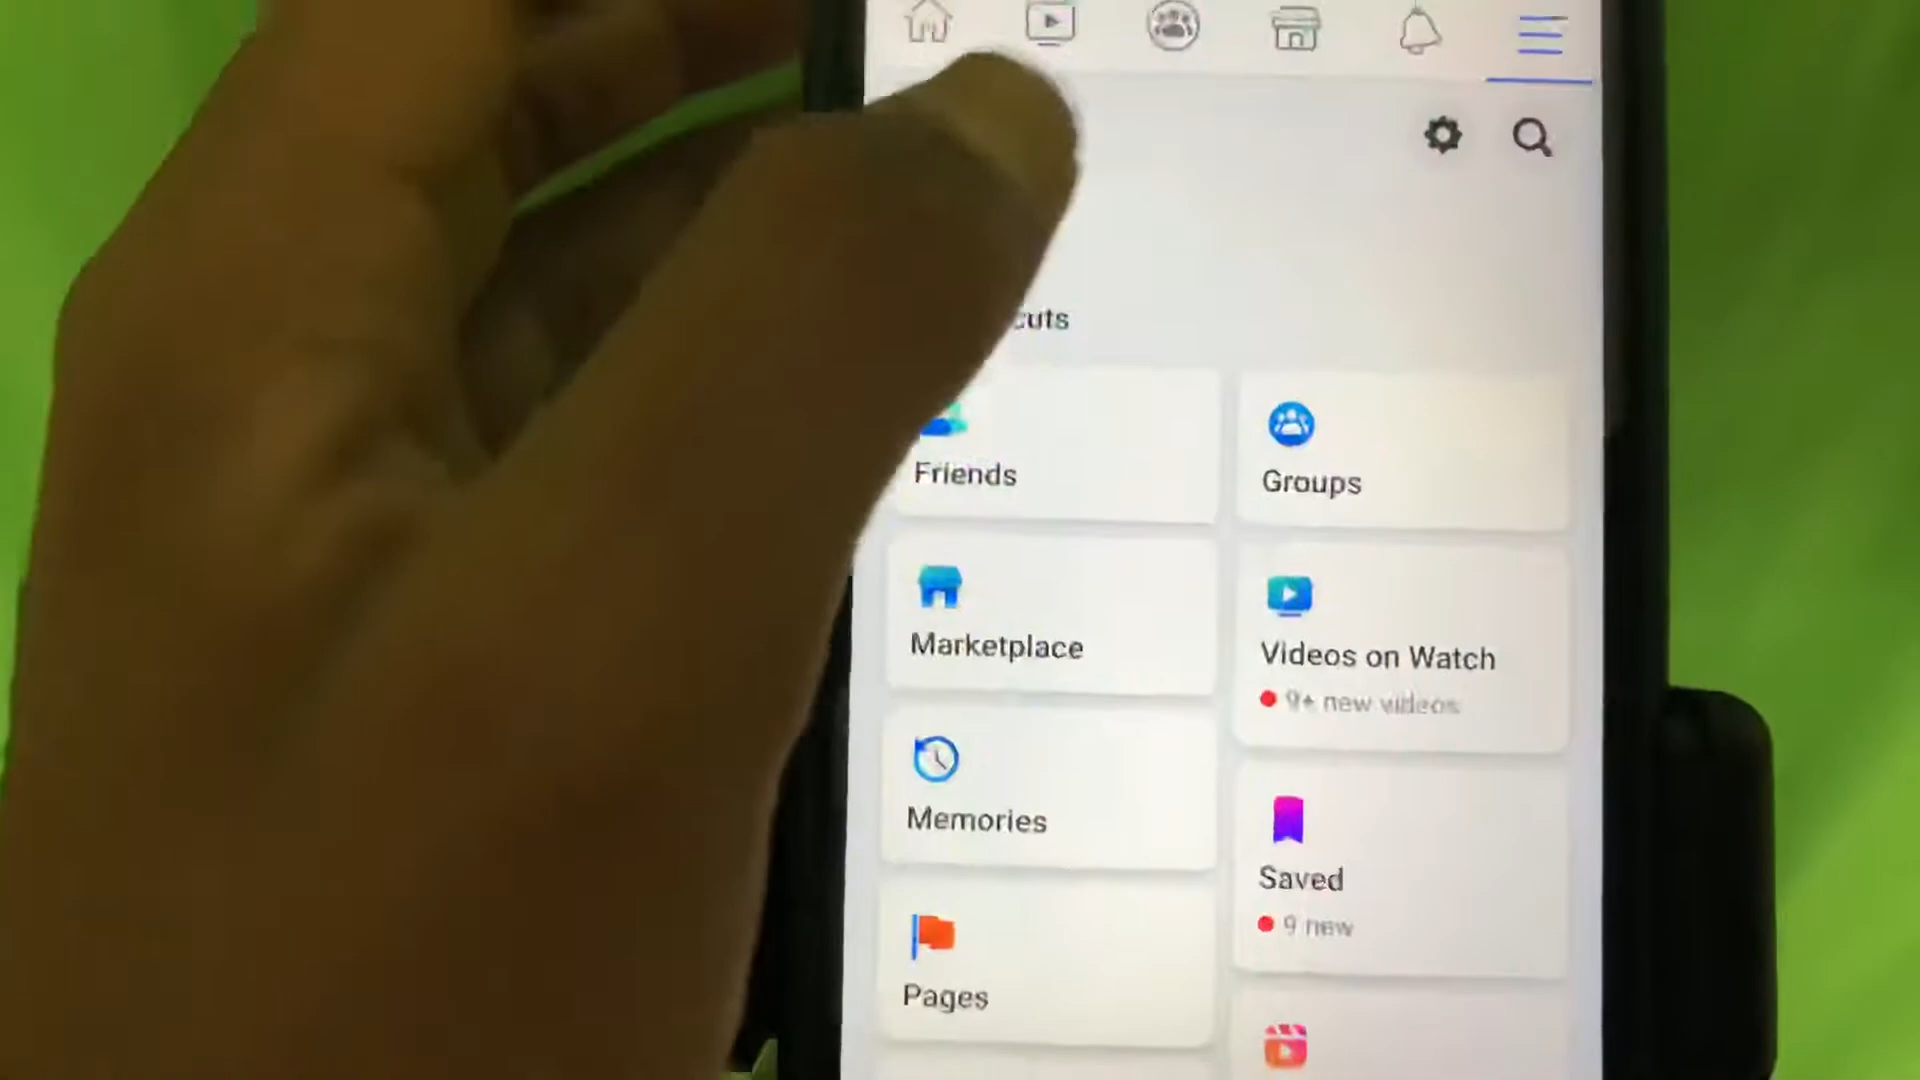 cuts
Friends
Groups
Marketplace
Videos on Watch
9+ new videos
Memories
Saved
9 new
Pages